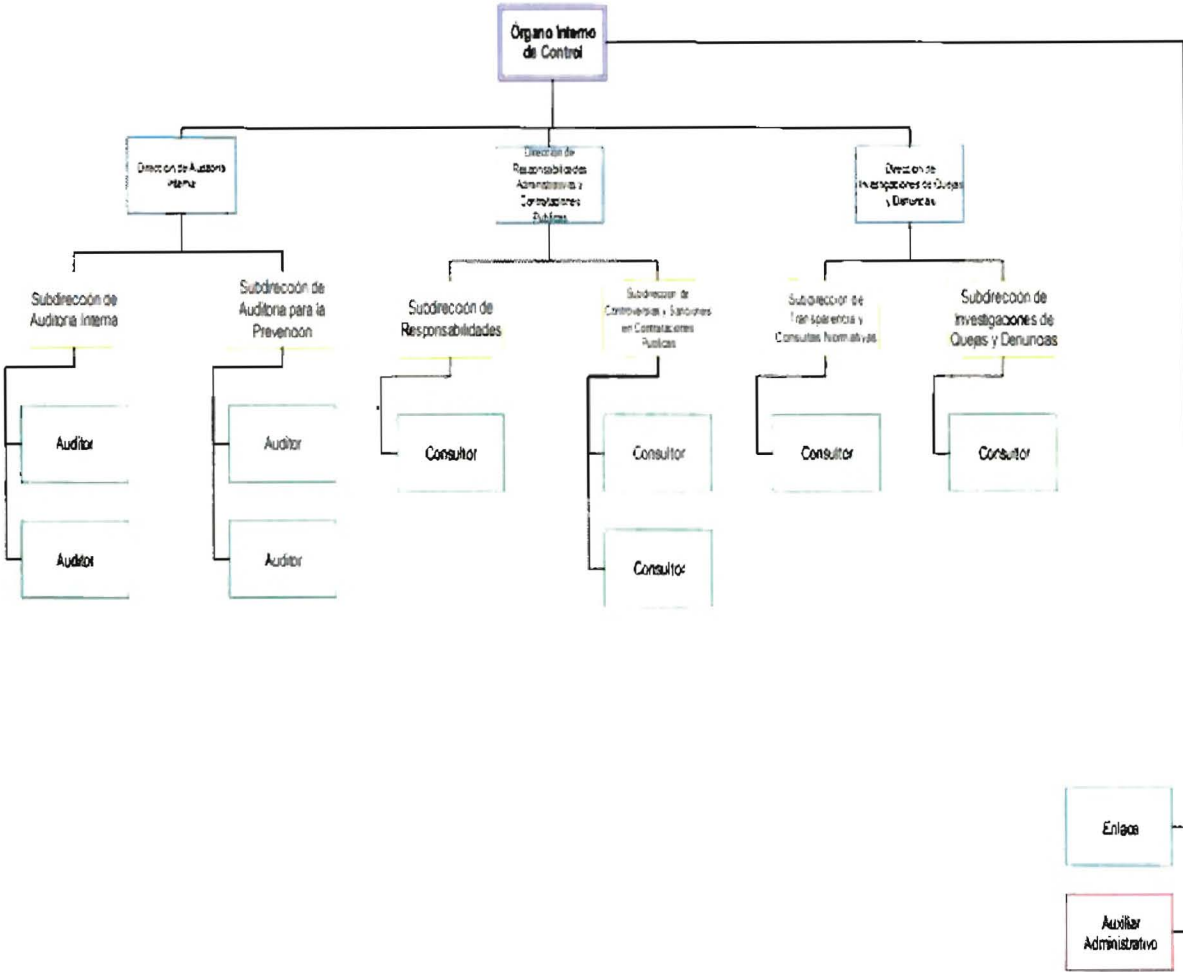 Órgano Interno
de Control
Dirección de Auditoría
Interna
Dirección de
Responsabilidades
Administrativas y
Contrataciones
Públicas
Dirección de
Investigaciones de Quejas
y Denuncias
Subdirección de
Auditoría Interna
Subdirección de
Auditoría para la
Prevención
Subdirección de
Responsabilidades
Subdirección de
Controversias y Sanciones
en Contrataciones
Públicas
Subdirección de
Transparencia y
Consultas Normativas
Subdirección de
Investigaciones de
Quejas y Denuncias
Auditor
Auditor
Consultor
Consultor
Consultor
Consultor
Auditor
Auditor
Consultor
Enlace
Auxiliar
Administrativo